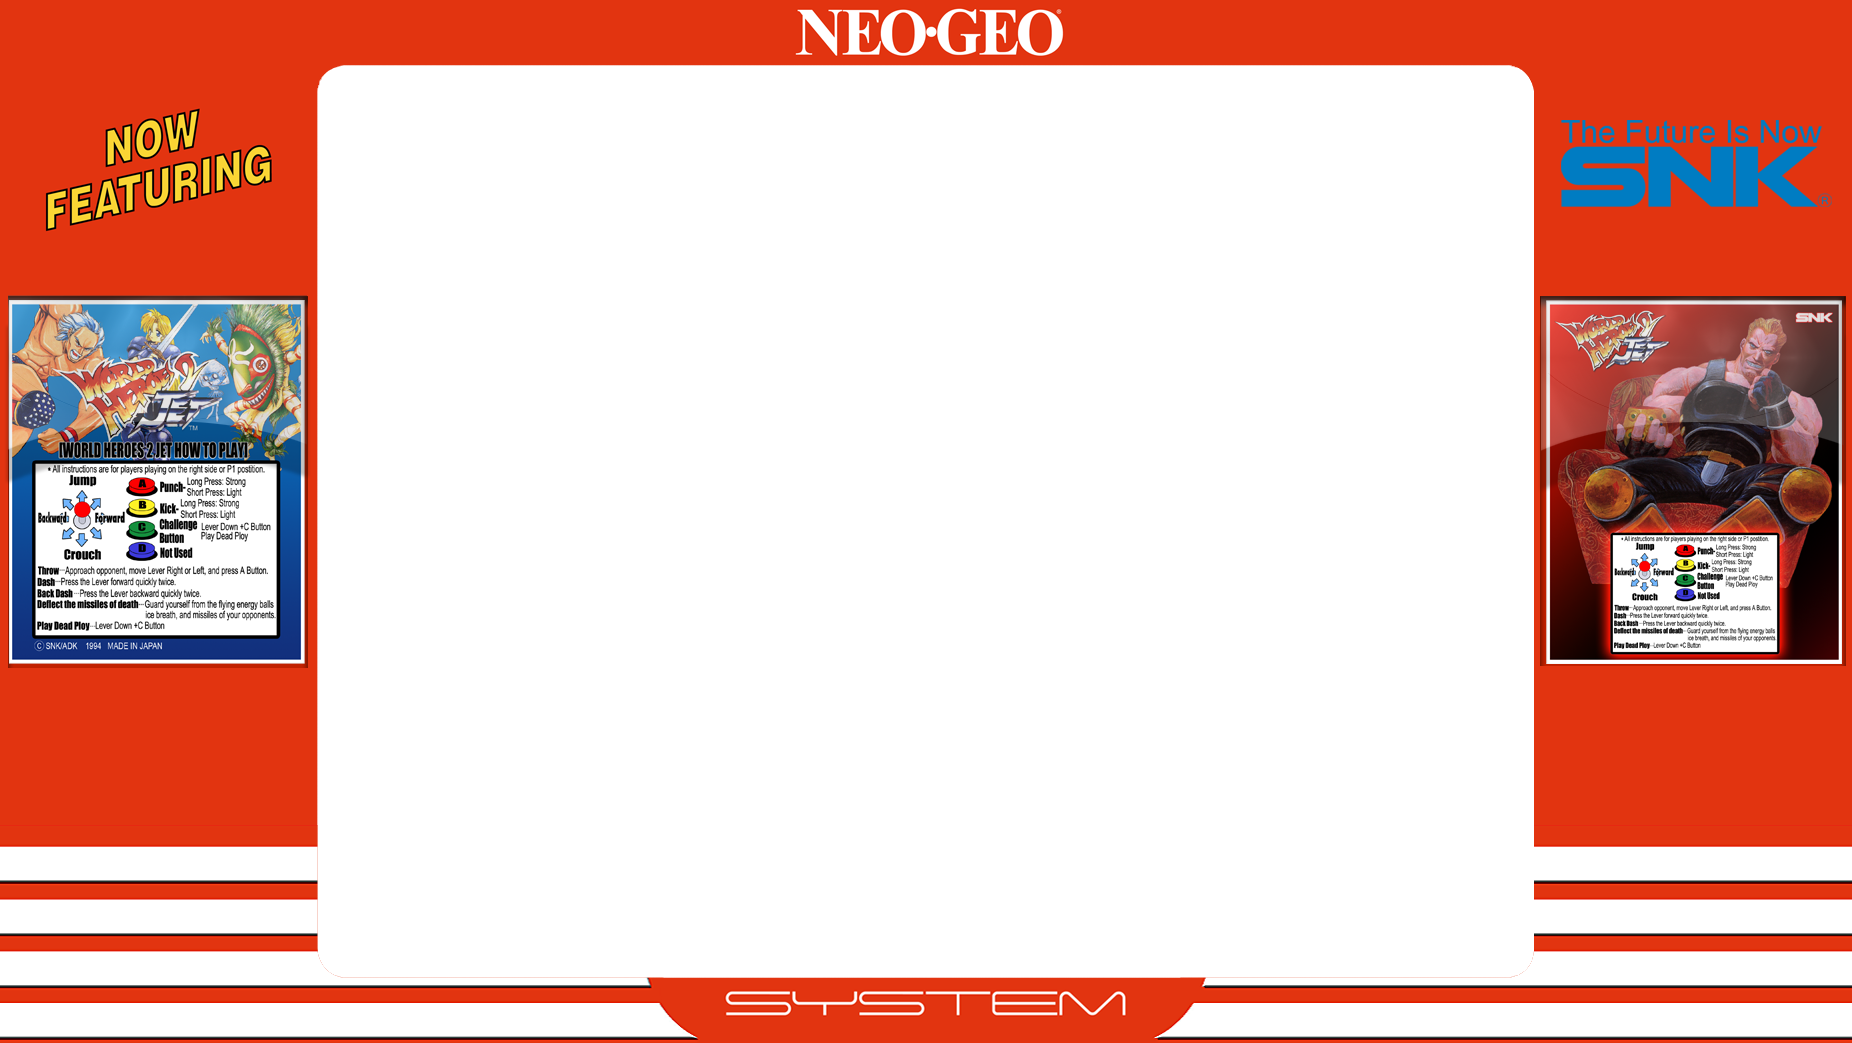 NEO•GEO®
NOW
FEATURING
The Future Is Now
SNK®
WORLD
HEROES 2
JET™
[WORLD HEROES 2 JET HOW TO PLAY]
• All instructions are for players playing on the right side or P1 postition.
Jump
Backward
Forward
Crouch
A Punch- Long Press: Strong
Short Press: Light
B Kick- Long Press: Strong
Short Press: Light
C Challenge Button Lever Down +C Button
Play Dead Ploy
D Not Used
Throw--Approach opponent, move Lever Right or Left, and press A Button.
Dash--Press the Lever forward quickly twice.
Back Dash--Press the Lever backward quickly twice.
Deflect the missiles of death--Guard yourself from the flying energy balls
ice breath, and missiles of your opponents.
Play Dead Ploy--Lever Down +C Button
© SNK/ADK 1994 MADE IN JAPAN
SNK
WORLD
HEROES 2
JET
• All instructions are for players playing on the right side or P1 postition.
Jump
Backward
Forward
Crouch
A Punch- Long Press: Strong
Short Press: Light
B Kick- Long Press: Strong
Short Press: Light
C Challenge Button Lever Down +C Button
Play Dead Ploy
D Not Used
Throw--Approach opponent, move Lever Right or Left, and press A Button.
Dash--Press the Lever forward quickly twice.
Back Dash--Press the Lever backward quickly twice.
Deflect the missiles of death--Guard yourself from the flying energy balls
ice breath, and missiles of your opponents.
Play Dead Ploy--Lever Down +C Button
SYSTEM